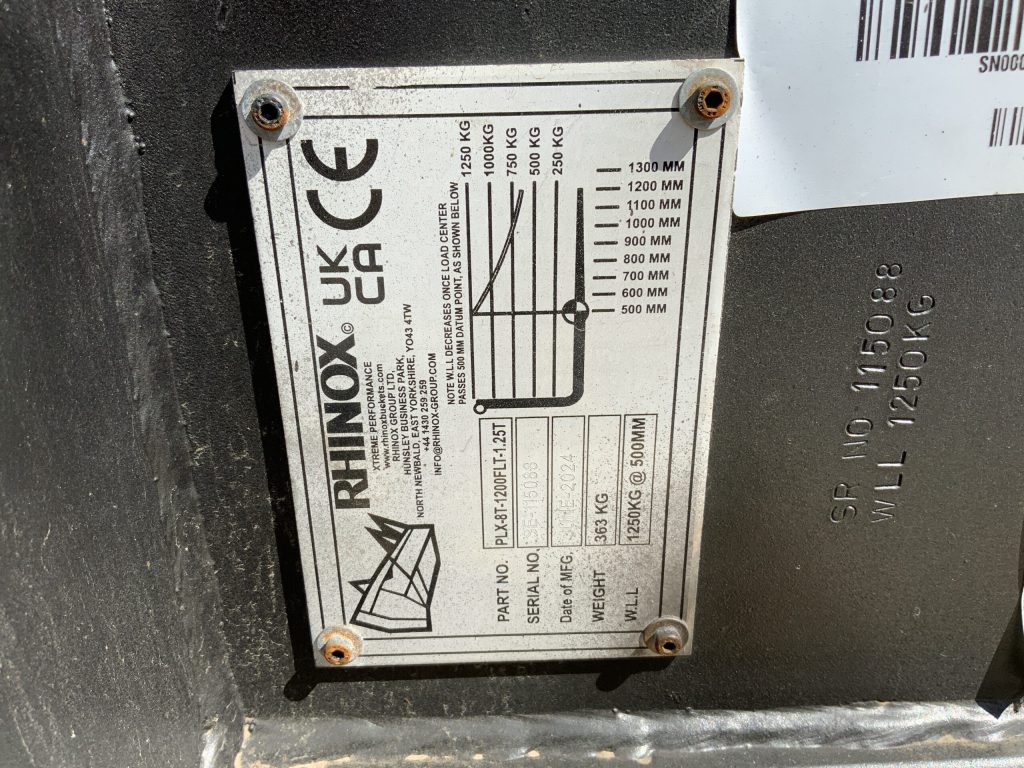 RHINOX©
XTREME PERFORMANCE
www.rhinoxbuckets.com
RHINOX GROUP LTD,
HUNSLEY BUSINESS PARK,
NORTH NEWBALD, EAST YORKSHIRE, YO43 4TW
+44 1430 259 259
INFO@RHINOX-GROUP.COM
UK
CA
CE
NOTE W.L.L DECREASES ONCE LOAD CENTER
PASSES 500 MM DATUM POINT, AS SHOWN BELOW
1250 KG
1000KG
750 KG
500 KG
250 KG
500 MM
600 MM
700 MM
800 MM
900 MM
1000 MM
1100 MM
1200 MM
1300 MM
PART NO. PLX-8T-1200FLT-1.25T
SERIAL NO. 115088
Date of MFG. JUNE-2024
WEIGHT 363 KG
W.L.L 1250KG @ 500MM
SR NO 115088
WLL 1250KG